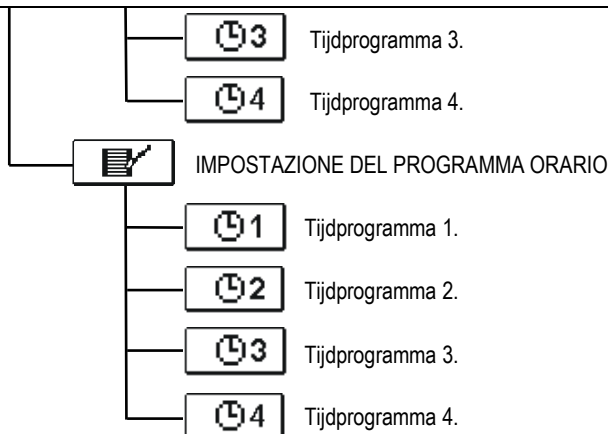 3 Tijdprogramma 3.
4 Tijdprogramma 4.
IMPOSTAZIONE DEL PROGRAMMA ORARIO
1 Tijdprogramma 1.
2 Tijdprogramma 2.
3 Tijdprogramma 3.
4 Tijdprogramma 4.